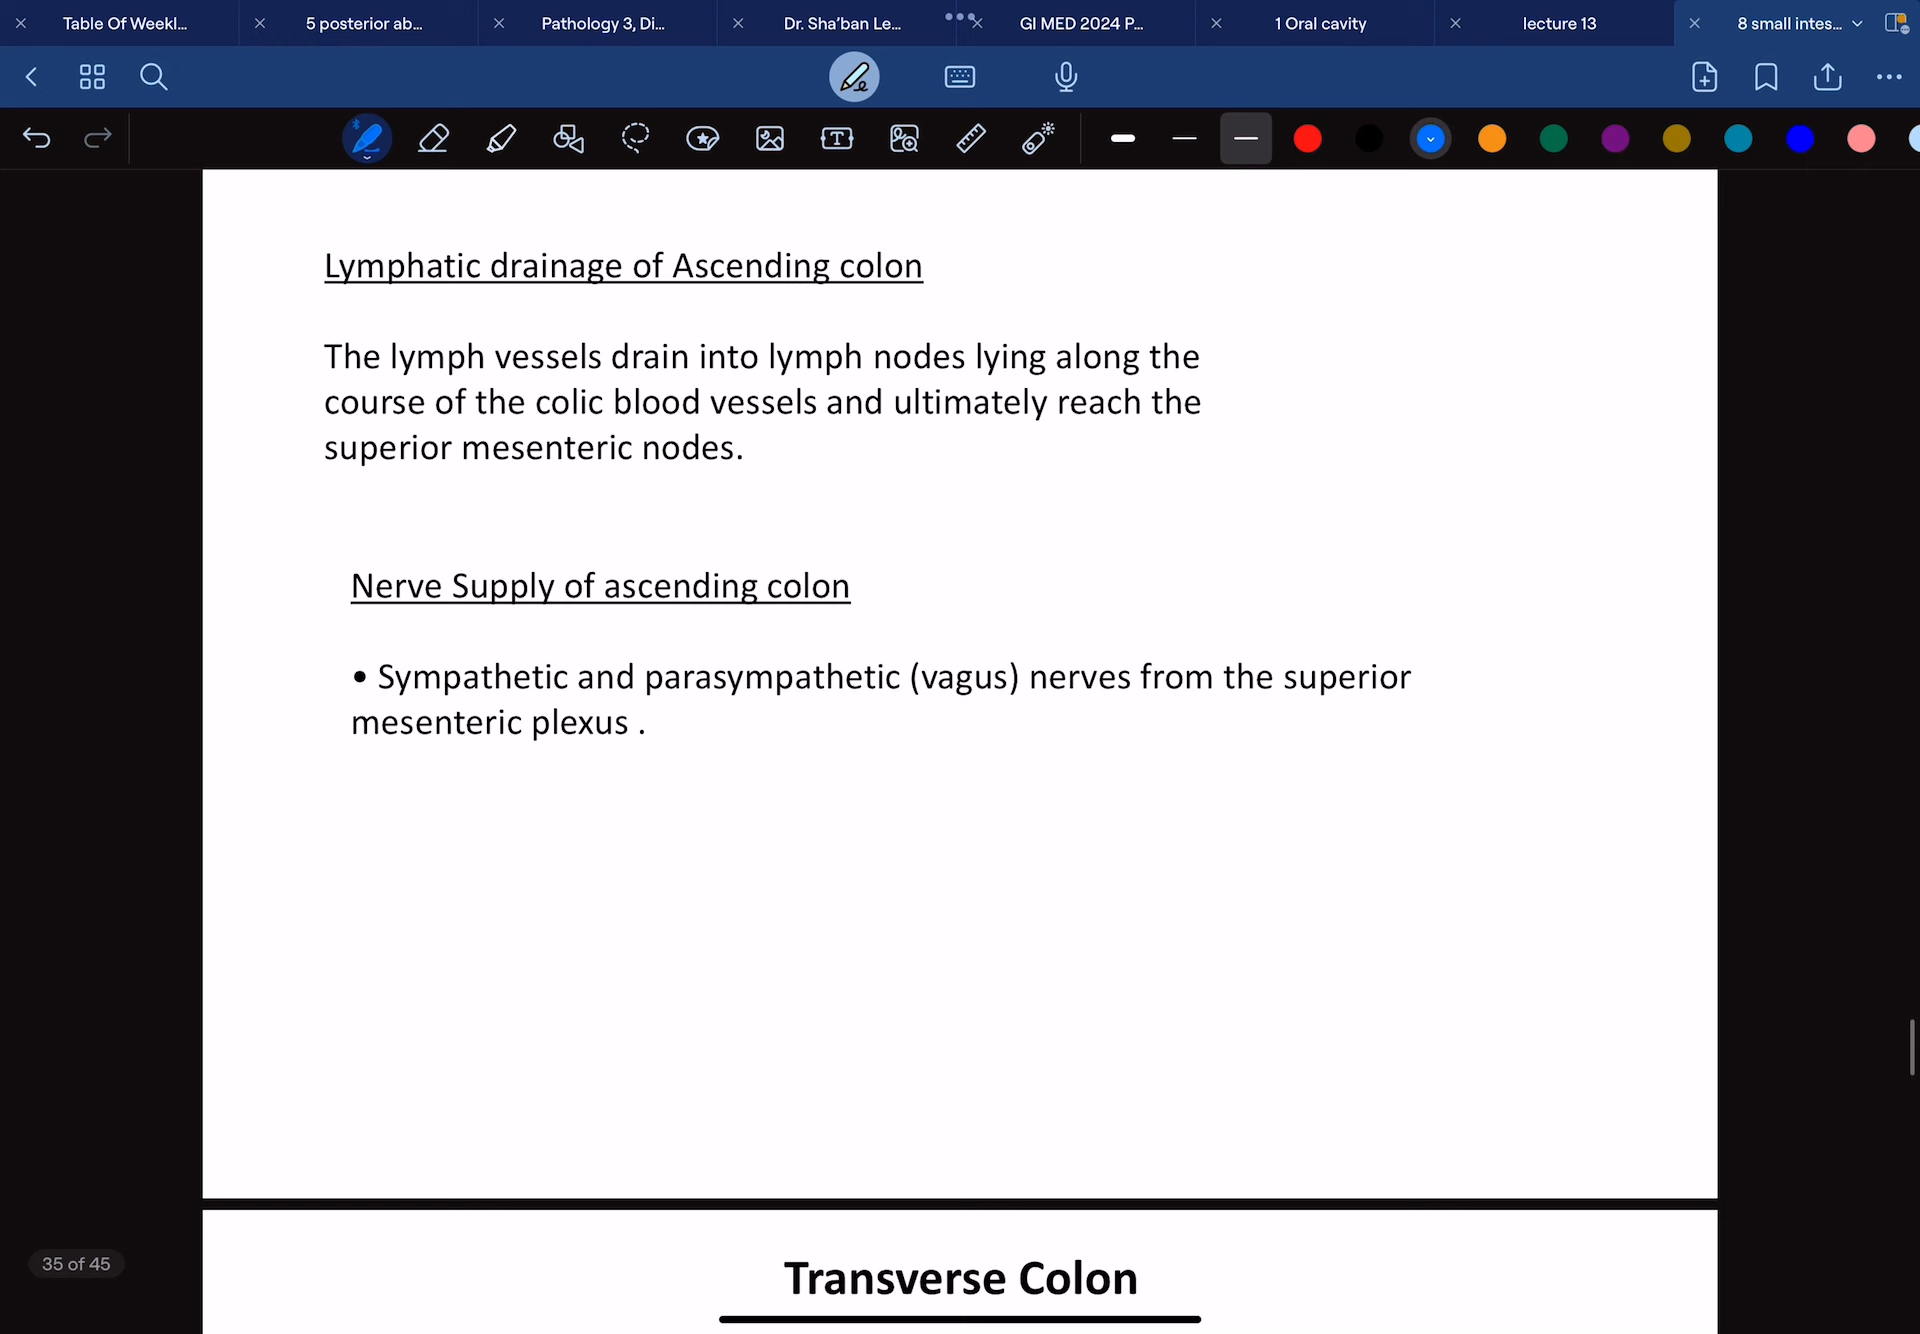 Table Of Weekl...
5 posterior ab...
Pathology 3, Di...
Dr. Sha'ban Le...
GI MED 2024 P...
1 Oral cavity
lecture 13
8 small intes...
Lymphatic drainage of Ascending colon
The lymph vessels drain into lymph nodes lying along the
course of the colic blood vessels and ultimately reach the
superior mesenteric nodes.
Nerve Supply of ascending colon
• Sympathetic and parasympathetic (vagus) nerves from the superior
mesenteric plexus .
35 of 45
Transverse Colon